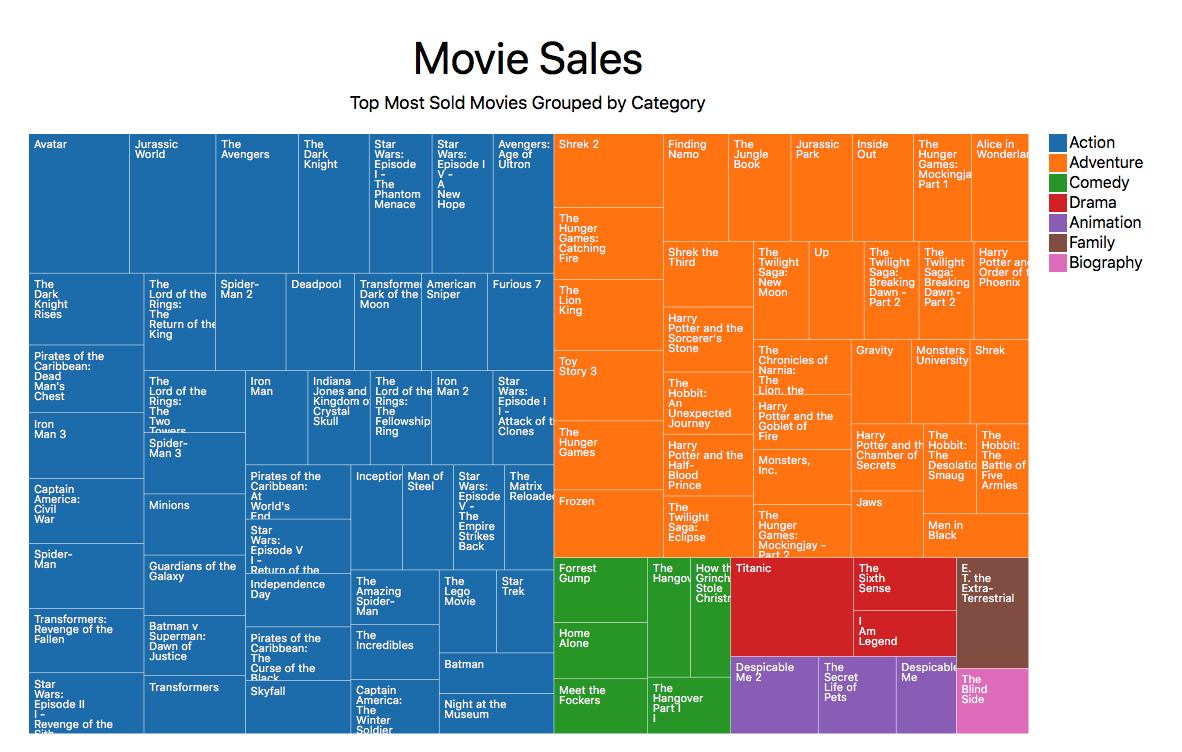 Movie Sales
Top Most Sold Movies Grouped by Category
Avatar
Jurassic
World
The
Avengers
The
Dark
Knight
Star
Wars:
Episode
I -
The
Phantom
Menace
Star
Wars:
Episode I
V -
A
New
Hope
Avengers:
Age of
Ultron
The
Dark
Knight
Rises
Pirates of the
Caribbean:
Dead
Man's
Chest
Iron
Man 3
Captain
America:
Civil
War
Spider-
Man
Transformers:
Revenge of the
Fallen
Star
Wars:
Episode II
I -
Revenge of the
Sith
The
Lord of the
Rings:
The
Return of the
King
Spider-
Man 2
Deadpool
Transforme
Dark of the
Moon
American
Sniper
Furious 7
The
Lord of the
Rings:
The
Two
Towers
Spider-
Man 3
Minions
Guardians of the
Galaxy
Batman v
Superman:
Dawn of
Justice
Transformers
Iron
Man
Indiana
Jones and
Kingdom o
Crystal
Skull
The
Lord of the
Rings:
The
Fellowship
Ring
Iron
Man 2
Star
Wars:
Episode I
I -
Attack of t
Clones
Pirates of the
Caribbean:
At
World's
End
Star
Wars:
Episode V
I -
Return of the
Independence
Day
Pirates of the
Caribbean:
The
Curse of the
Black
Skyfall
Inception
Man of
Steel
Star
Wars:
Episode
V -
The
Empire
Strikes
Back
The
Matrix
Reloade
The
Amazing
Spider-
Man
The
Incredibles
Captain
America:
The
Winter
Soldier
The
Lego
Movie
Star
Trek
Batman
Night at the
Museum
Shrek 2
The
Hunger
Games:
Catching
Fire
The
Lion
King
Toy
Story 3
The
Hunger
Games
Frozen
Finding
Nemo
The
Jungle
Book
Jurassic
Park
Inside
Out
The
Hunger
Games:
Mockingja
Part 1
Alice in
Wonderlan
Shrek the
Third
Harry
Potter and the
Sorcerer's
Stone
The
Hobbit:
An
Unexpected
Journey
Harry
Potter and the
Half-
Blood
Prince
The
Twilight
Saga:
Eclipse
The
Twilight
Saga:
New
Moon
Up
The
Twilight
Saga:
Breaking
Dawn -
Part 2
The
Twilight
Saga:
Breaking
Dawn -
Part 2
Harry
Potter and
Order of t
Phoenix
The
Chronicles of
Narnia:
The
Lion, the
Harry
Potter and the
Goblet of
Fire
Monsters,
Inc.
The
Hunger
Games:
Mockingjay -
Part 2
Gravity
Monsters
University
Shrek
Harry
Potter and th
Chamber of
Secrets
Jaws
The
Hobbit:
The
Desolatio
Smaug
The
Hobbit:
The
Battle of
Five
Armies
Men in
Black
Forrest
Gump
Home
Alone
Meet the
Fockers
The
Hangov
How th
Grinch
Stole
Christm
The
Hangover
Part I
I
Titanic
The
Sixth
Sense
I
Am
Legend
Despicable
Me 2
The
Secret
Life of
Pets
Despicable
Me
E.
T. the
Extra-
Terrestrial
The
Blind
Side
Action
Adventure
Comedy
Drama
Animation
Family
Biography